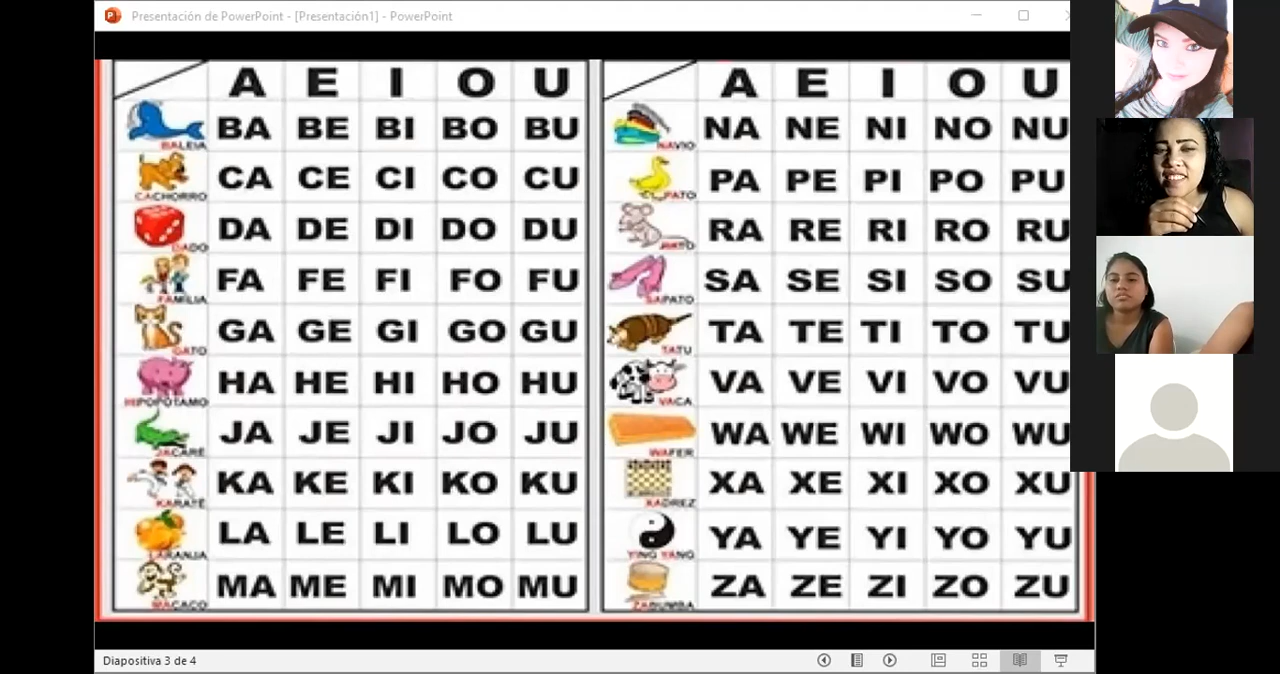 Presentación de PowerPoint - [Presentación1] - PowerPoint
A E I O U
BALEIA BA BE BI BO BU
CACHORRO CA CE CI CO CU
DADO DA DE DI DO DU
FAMÍLIA FA FE FI FO FU
GATO GA GE GI GO GU
HIPOPÓTAMO HA HE HI HO HU
JACARÉ JA JE JI JO JU
KARATÊ KA KE KI KO KU
LARANJA LA LE LI LO LU
MACACO MA ME MI MO MU
A E I O U
NAVIO NA NE NI NO NU
PATO PA PE PI PO PU
RATO RA RE RI RO RU
SAPATO SA SE SI SO SU
TATU TA TE TI TO TU
VACA VA VE VI VO VU
WAFER WA WE WI WO WU
XADREZ XA XE XI XO XU
YING YANG YA YE YI YO YU
ZABUMBA ZA ZE ZI ZO ZU
Diapositiva 3 de 4